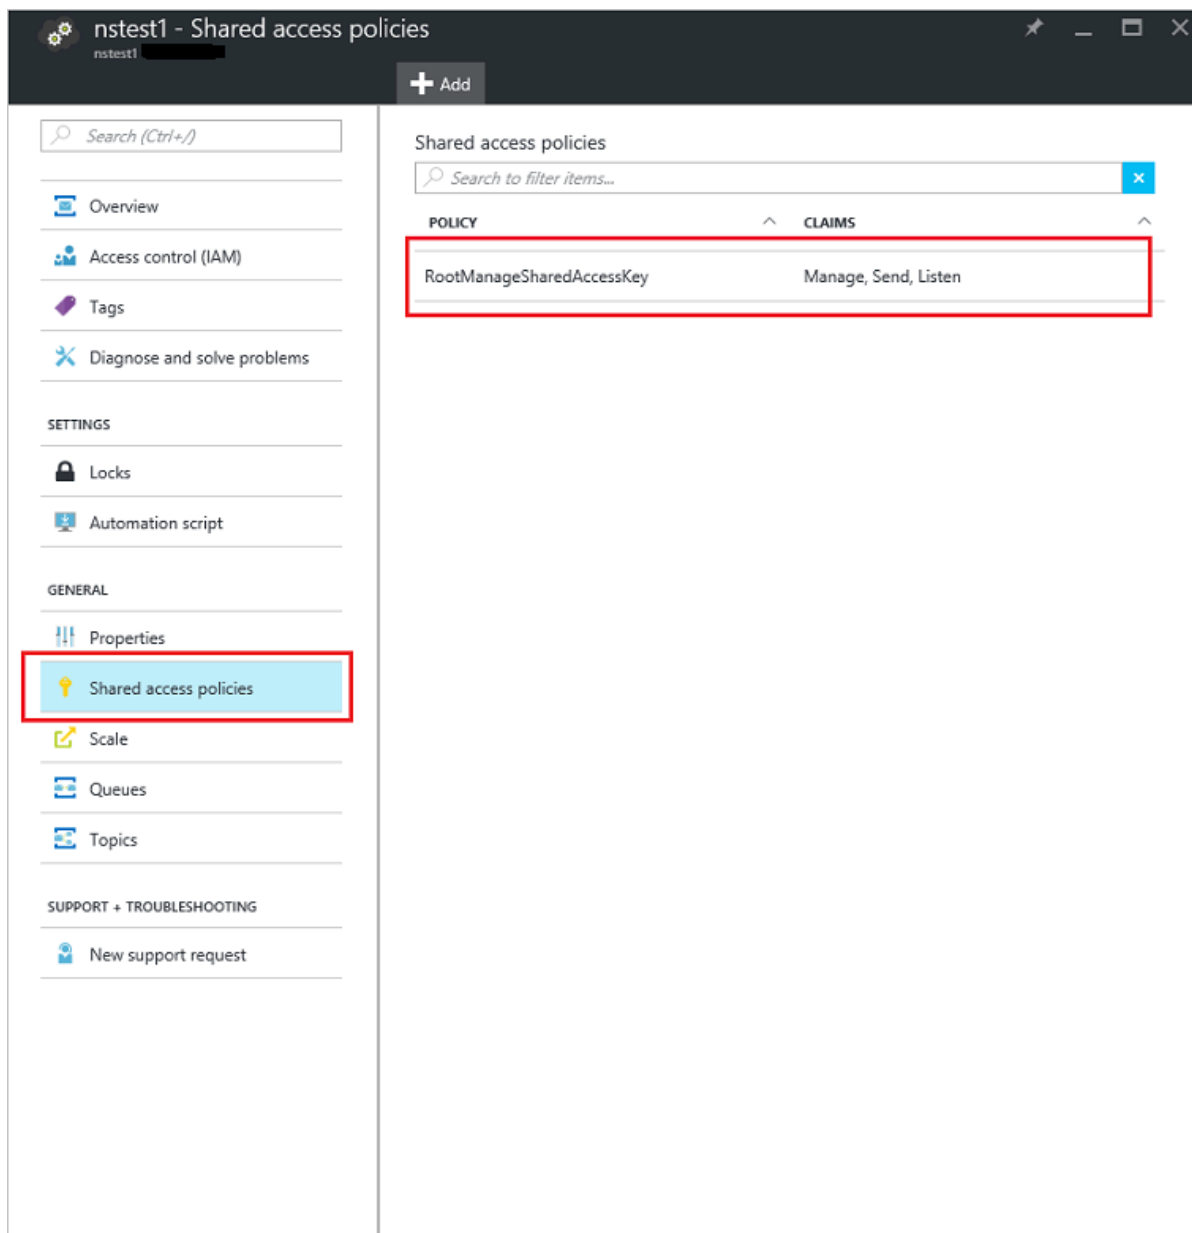 nstest1 - Shared access policies
nstest1
Add
Search (Ctrl+/)
Overview
Access control (IAM)
Tags
Diagnose and solve problems
SETTINGS
Locks
Automation script
GENERAL
Properties
Shared access policies
Scale
Queues
Topics
SUPPORT + TROUBLESHOOTING
New support request
Shared access policies
Search to filter items...
POLICY CLAIMS
RootManageSharedAccessKey Manage, Send, Listen